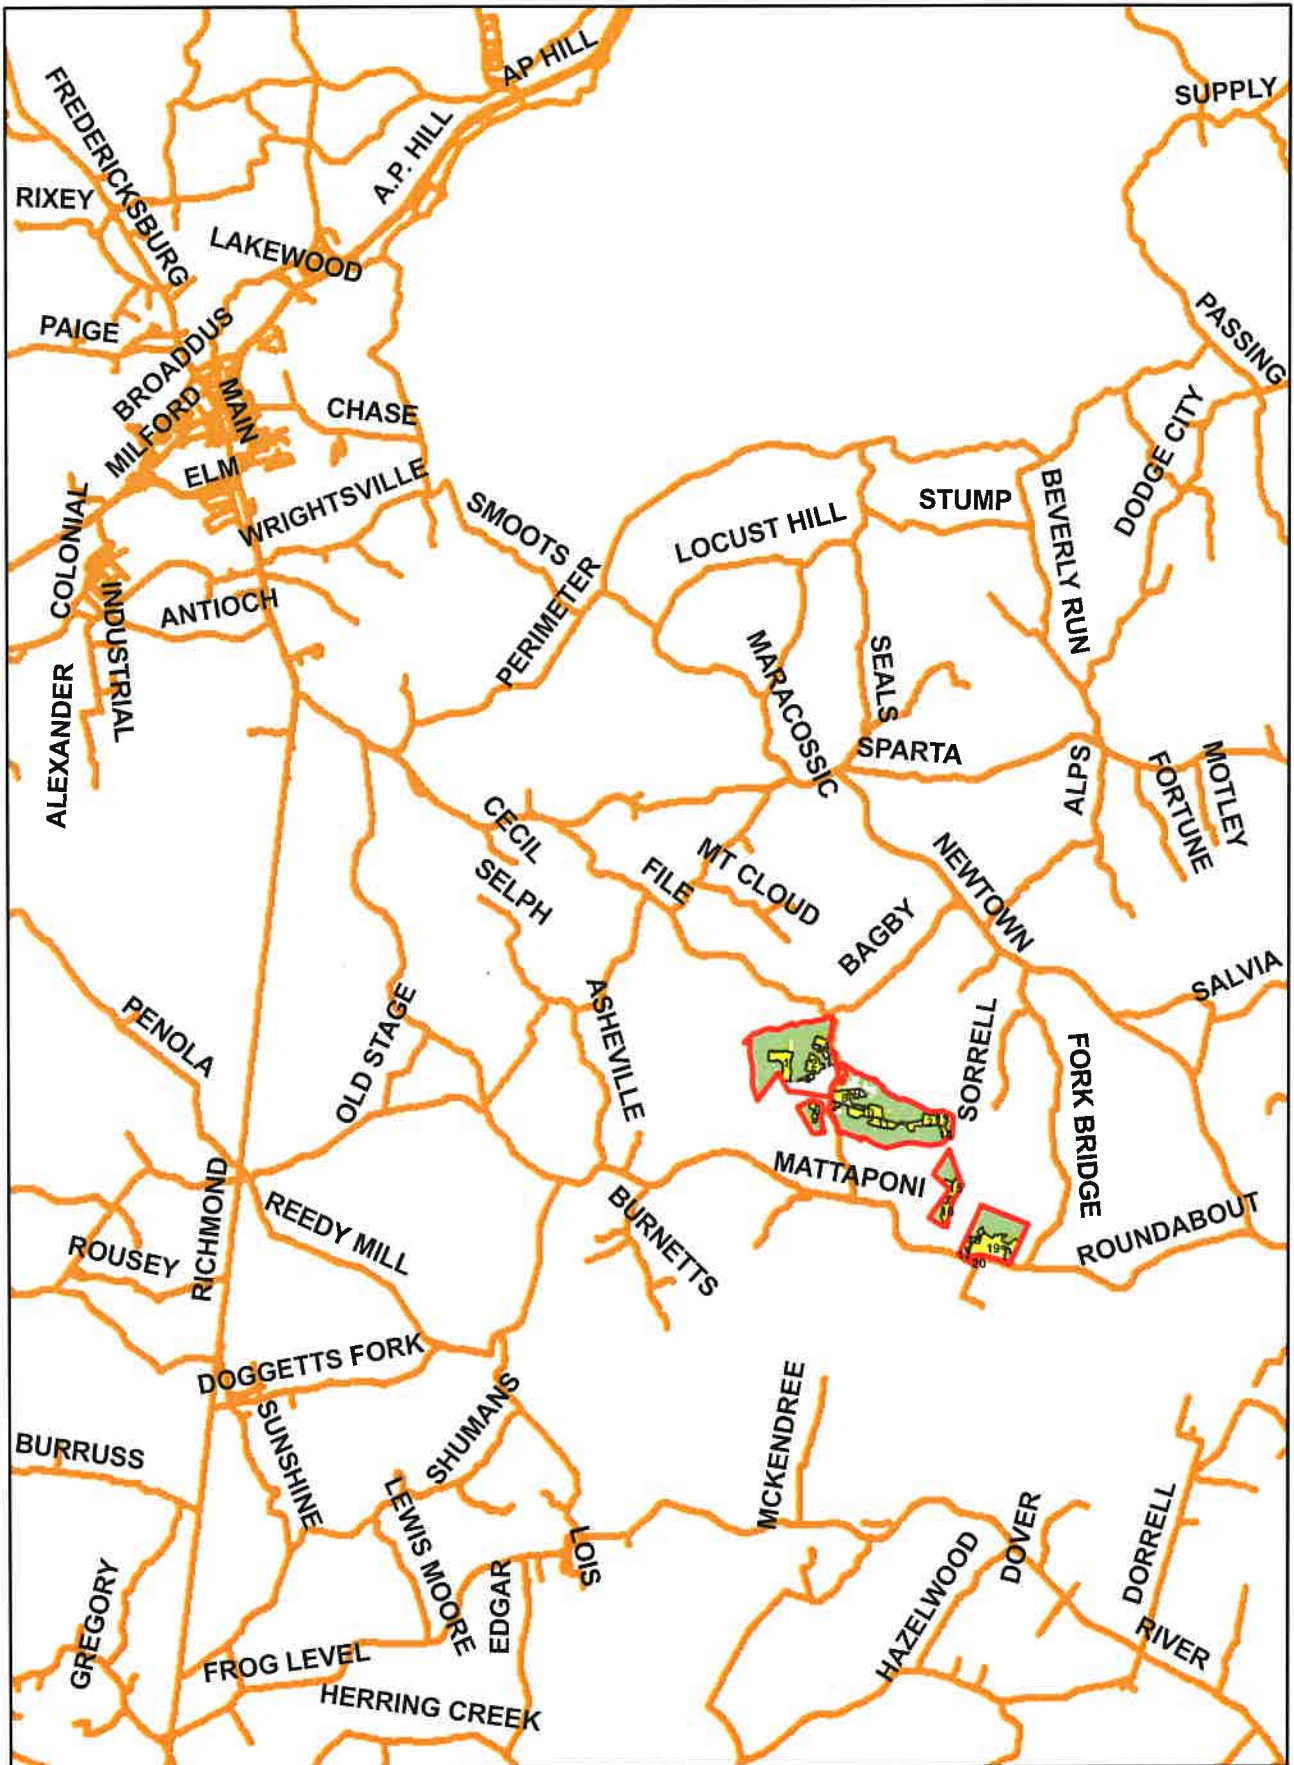 AP HILL
SUPPLY
FREDERICKSBURG
A.P. HILL
RIXEY
LAKEWOOD
PAIGE
BROADDUS
PASSING
MILFORD
MAIN
CHASE
DODGE CITY
ELM
WRIGHTSVILLE
SMOOTS
LOCUST HILL
STUMP
BEVERLY RUN
COLONIAL
INDUSTRIAL
ANTIOCH
PERIMETER
MARACOSSIC
SEALS
ALEXANDER
SPARTA
ALPS
FORTUNE
MOTLEY
CECIL
SELPH
FILE
MT CLOUD
NEWTOWN
BAGBY
SALVIA
PENOLA
OLD STAGE
ASHEVILLE
SORRELL
FORK BRIDGE
MATTAPONI
RICHMOND
REEDY MILL
BURNETTS
ROUNDABOUT
ROUSEY
19
20
DOGGETTS FORK
SUNSHINE
SHUMANS
MCKENDREE
BURRUSS
LEWIS MOORE
LOIS
EDGAR
HAZELWOOD
DOVER
DORRELL
GREGORY
FROG LEVEL
RIVER
HERRING CREEK